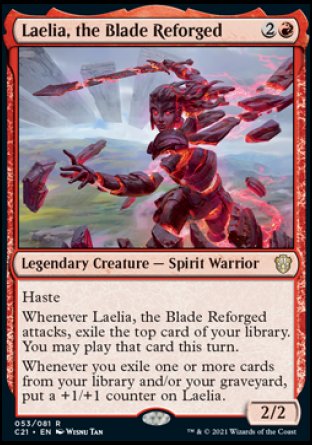 Laelia, the Blade Reforged 2
Legendary Creature — Spirit Warrior
Haste
Whenever Laelia, the Blade Reforged
attacks, exile the top card of your library.
You may play that card this turn.
Whenever you exile one or more cards
from your library and/or your graveyard,
put a +1/+1 counter on Laelia.
2/2
053/081 R
C21 • EN Wisnu Tan
™ & © 2021 Wizards of the Coast